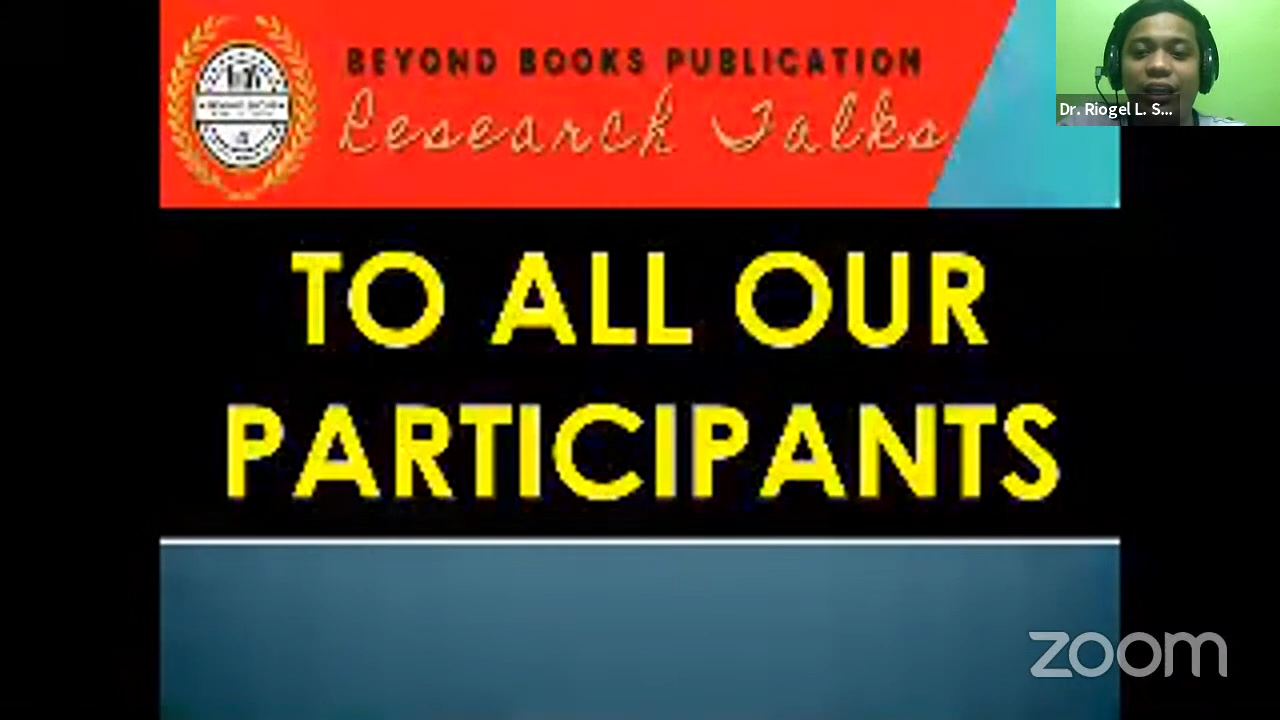 BEYOND BOOKS PUBLICATION
Research Talks
Dr. Riogel L. S...
TO ALL OUR
PARTICIPANTS
zoom